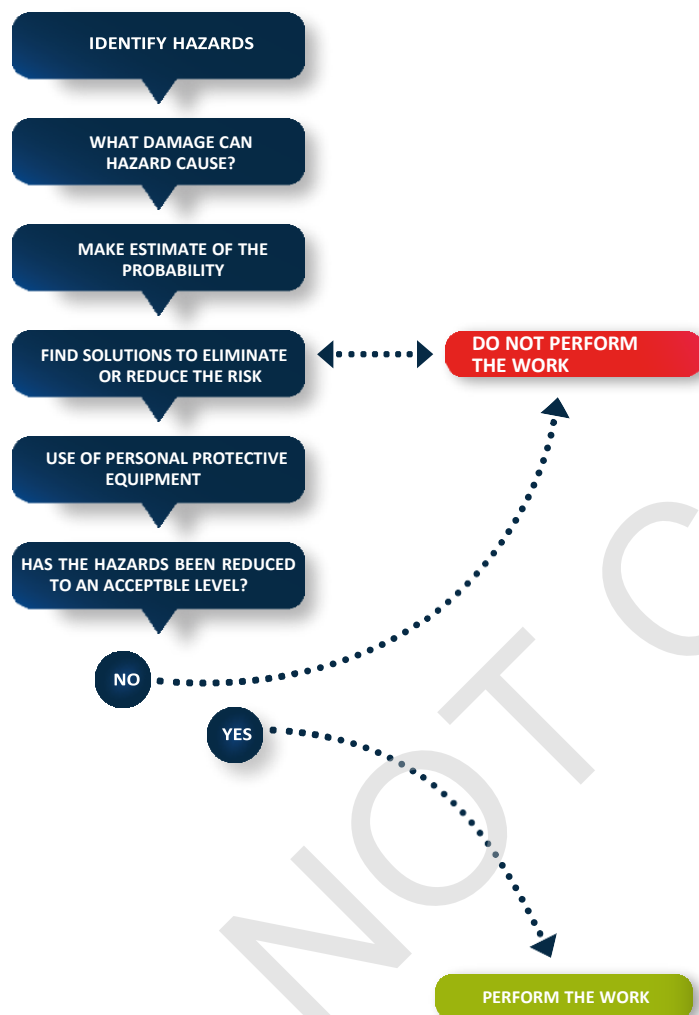 IDENTIFY HAZARDS
WHAT DAMAGE CAN
HAZARD CAUSE?
MAKE ESTIMATE OF THE
PROBABILITY
FIND SOLUTIONS TO ELIMINATE
OR REDUCE THE RISK
DO NOT PERFORM
THE WORK
USE OF PERSONAL PROTECTIVE
EQUIPMENT
HAS THE HAZARDS BEEN REDUCED
TO AN ACCEPTBLE LEVEL?
NO
YES
PERFORM THE WORK
NOT C